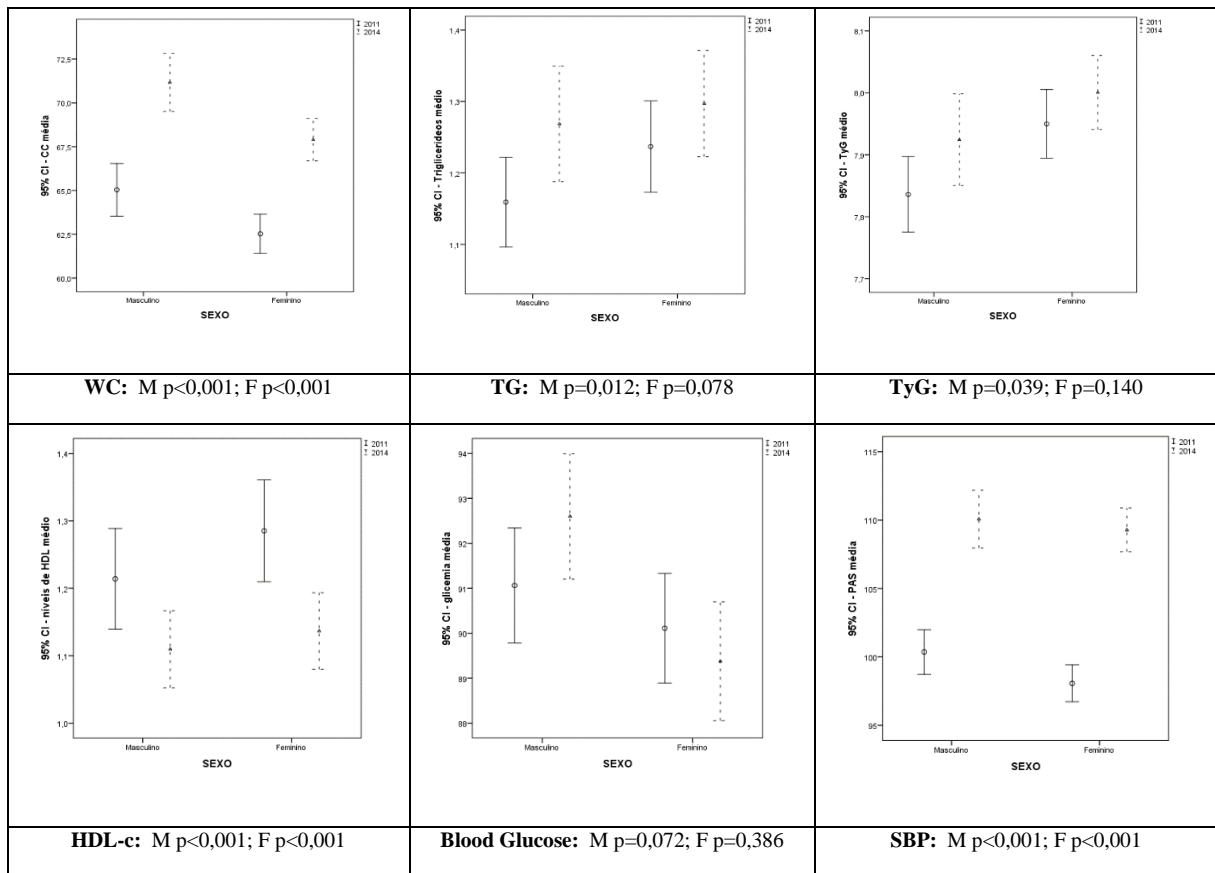 2011
2014
95% CI - CC média
72,5
70,0
67,5
65,0
62,5
60,0
Masculino
Feminino
SEXO
2011
2014
95% CI - Triglicerídeos médio
1,4
1,3
1,2
1,1
Masculino
Feminino
SEXO
2011
2014
95% CI - TyG médio
8,1
8,0
7,9
7,8
7,7
Masculino
Feminino
SEXO
WC: M p<0,001; F p<0,001
TG: M p=0,012; F p=0,078
TyG: M p=0,039; F p=0,140
2011
2014
95% CI - níveis de HDL médio
1,4
1,3
1,2
1,1
1,0
Masculino
Feminino
SEXO
2011
2014
95% CI - glicemia média
94
93
92
91
90
89
88
Masculino
Feminino
SEXO
2011
2014
95% CI - PAS média
115
110
105
100
95
Masculino
Feminino
SEXO
HDL-c: M p<0,001; F p<0,001
Blood Glucose: M p=0,072; F p=0,386
SBP: M p<0,001; F p<0,001